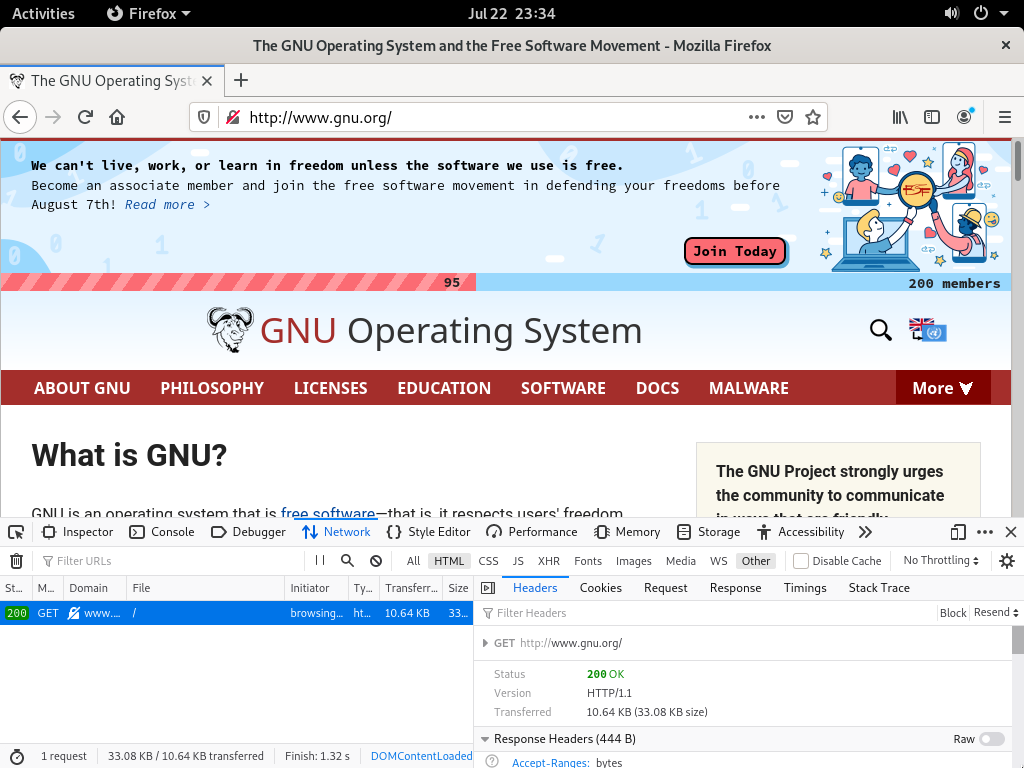 Activities Firefox Jul 22 23:34
The GNU Operating System and the Free Software Movement - Mozilla Firefox
The GNU Operating Syst
http://www.gnu.org/
We can't live, work, or learn in freedom unless the software we use is free.
Become an associate member and join the free software movement in defending your freedoms before
August 7th! Read more >
Join Today
95
200 members
GNU Operating System
ABOUT GNU PHILOSOPHY LICENSES EDUCATION SOFTWARE DOCS MALWARE More
What is GNU?
The GNU Project strongly urges
the community to communicate
in ways that are friendly,
GNU is an operating system that is free software—that is, it respects users' freedom.
Inspector Console Debugger Network Style Editor Performance Memory Storage Accessibility
Filter URLs All HTML CSS JS XHR Fonts Images Media WS Other Disable Cache No Throttling
St... M... Domain File Initiator Ty... Transferr... Size
200 GET www.... / browsing... ht... 10.64 KB 33...
Headers Cookies Request Response Timings Stack Trace
Filter Headers Block Resend
GET http://www.gnu.org/
Status 200 OK
Version HTTP/1.1
Transferred 10.64 KB (33.08 KB size)
Response Headers (444 B) Raw
Accept-Ranges: bytes
1 request 33.08 KB / 10.64 KB transferred Finish: 1.32 s DOMContentLoaded